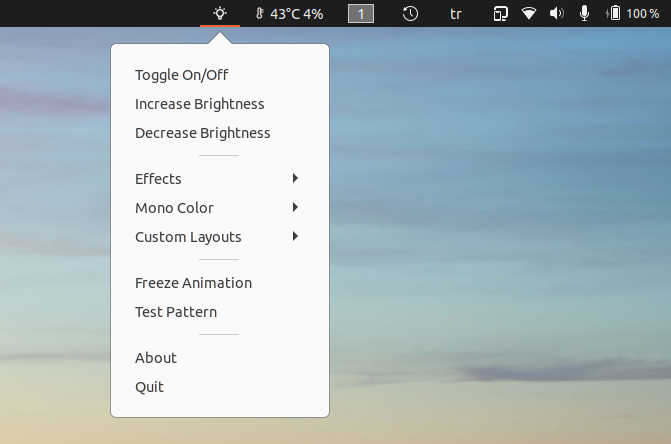 43°C 4% 1 tr 100 %
Toggle On/Off
Increase Brightness
Decrease Brightness
Effects
Mono Color
Custom Layouts
Freeze Animation
Test Pattern
About
Quit